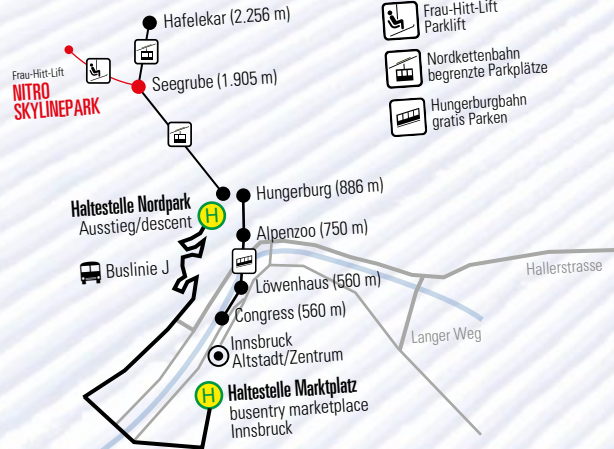 Hafelekar (2.256 m)
Frau-Hitt-Lift
Parklift
Nordkettenbahn
begrenzte Parkplätze
Hungerburgbahn
gratis Parken
Frau-Hitt-Lift
NITRO
SKYLINEPARK
Seegrube (1.905 m)
Haltestelle Nordpark
Ausstieg/descent
H
Hungerburg (886 m)
Alpenzoo (750 m)
Buslinie J
Löwenhaus (560 m)
Congress (560 m)
Hallerstrasse
Langer Weg
Innsbruck
Altstadt/Zentrum
H
Haltestelle Marktplatz
busentry marketplace
Innsbruck